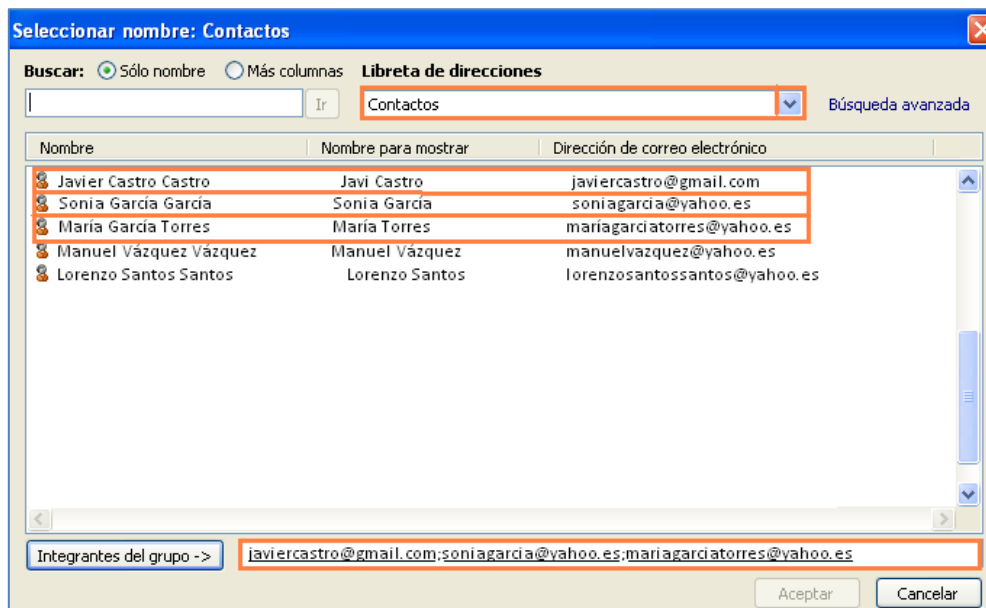 Seleccionar nombre: Contactos
Buscar: Sólo nombre Más columnas Libreta de direcciones
Ir Contactos Búsqueda avanzada
Nombre Nombre para mostrar Dirección de correo electrónico
Javier Castro Castro Javi Castro javiercastro@gmail.com
Sonia García García Sonia García soniagarcia@yahoo.es
María García Torres María Torres maríagarciatorres@yahoo.es
Manuel Vázquez Vázquez Manuel Vázquez manuelvazquez@yahoo.es
Lorenzo Santos Santos Lorenzo Santos lorenzosantossantos@yahoo.es
Integrantes del grupo -> javiercastro@gmail.com;soniagarcia@yahoo.es;mariagarciatorres@yahoo.es
Aceptar Cancelar